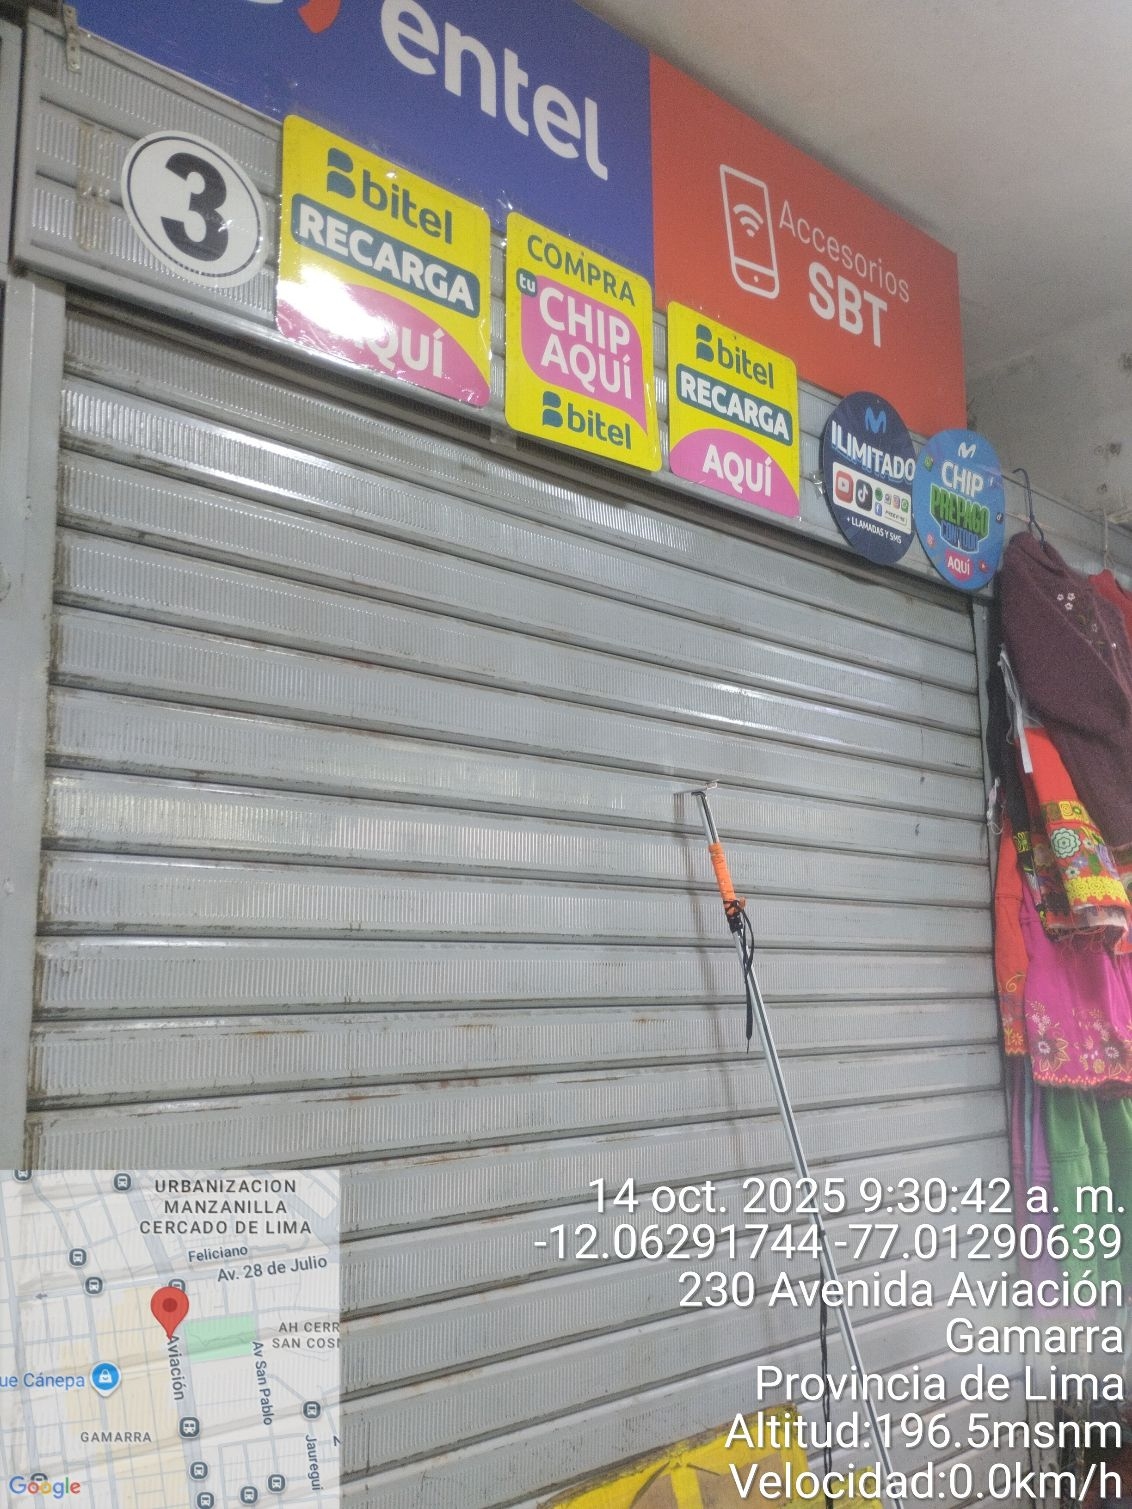 entel
3
bitel
RECARGA
AQUÍ
COMPRA
tu
CHIP
AQUÍ
bitel
bitel
RECARGA
AQUÍ
Accesorios
SBT
ILIMITADO
+ LLAMADAS Y SMS
CHIP
PREPAGO
AQUÍ
URBANIZACION
MANZANILLA
CERCADO DE LIMA
Feliciano
Av. 28 de Julio
AH CERR
SAN COS
Aviación
Av San Pablo
ue Cánepa
GAMARRA
Jauregui
Google
14 oct. 2025 9:30:42 a. m.
-12.06291744 -77.01290639
230 Avenida Aviación
Gamarra
Provincia de Lima
Altitud:196.5msnm
Velocidad:0.0km/h